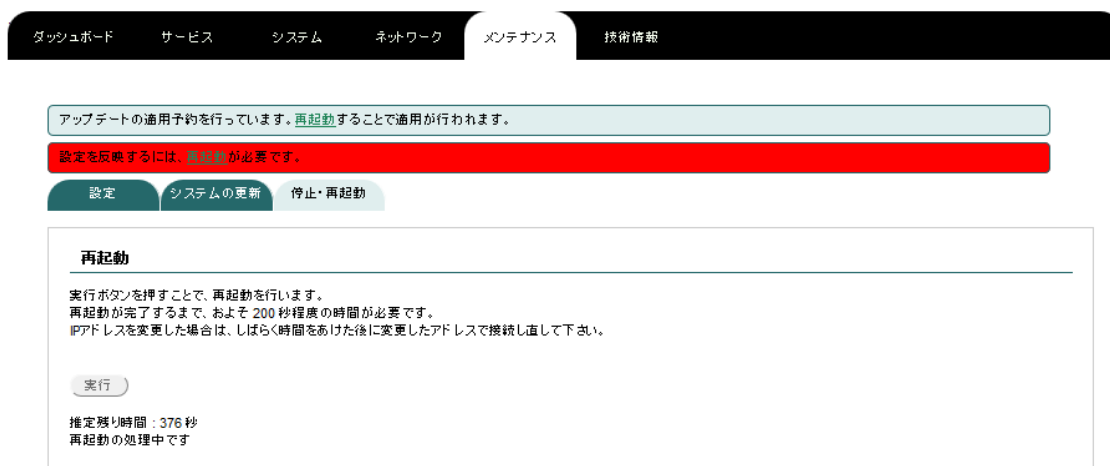 ダッシュボード サービス システム ネットワーク メンテナンス 技術情報
アップデートの適用予約を行っています。再起動することで適用が行われます。
設定を反映するには、再起動が必要です。
設定 システムの更新 停止・再起動
再起動
実行ボタンを押すことで、再起動を行います。
再起動が完了するまで、およそ 200 秒程度の時間が必要です。
IPアドレスを変更した場合は、しばらく時間をあけた後に変更したアドレスで接続し直して下さい。
実行
推定残り時間 : 376 秒
再起動の処理中です